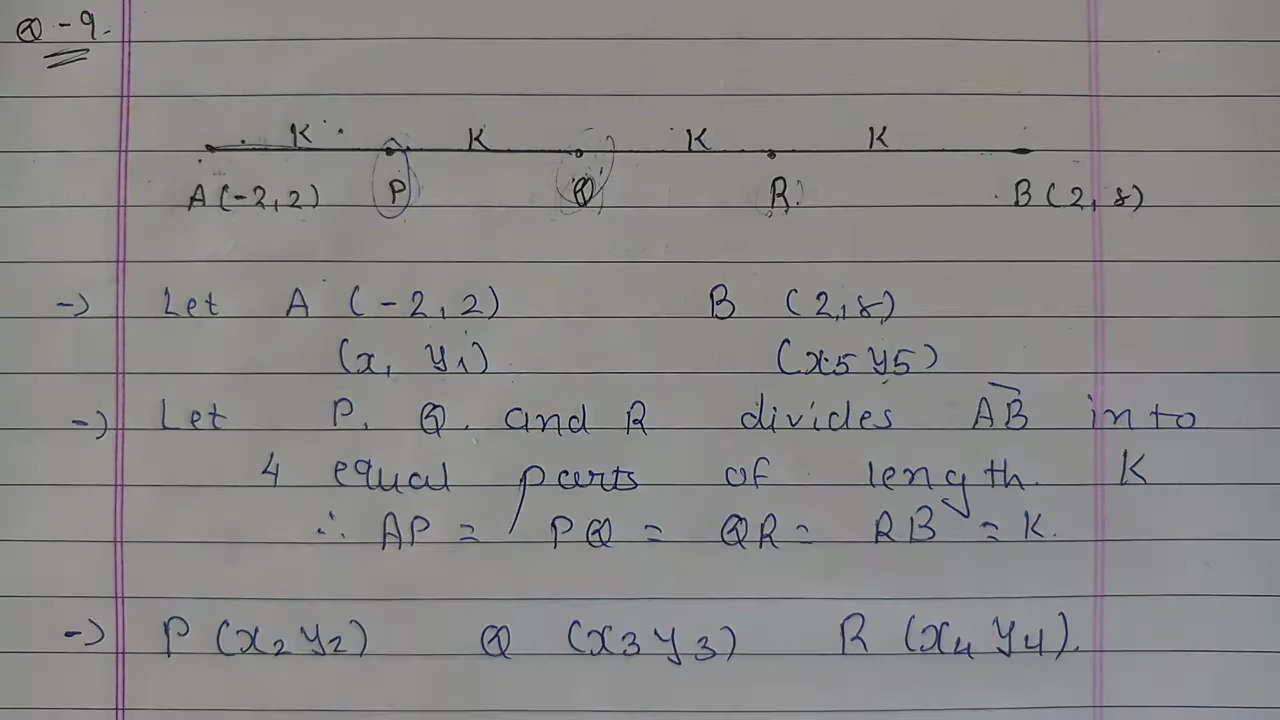 Q - 9.
K K K K
A(-2,2) P Q R B(2, 8)
-) Let A (-2,2) B (2,8)
(x, y1) (x5 y5)
-) Let P, Q. and R divides AB into
4 equal parts of length K
∴ AP = PQ = QR = RB = K.
-) P (x2 y2) Q (x3 y3) R (x4 y4).